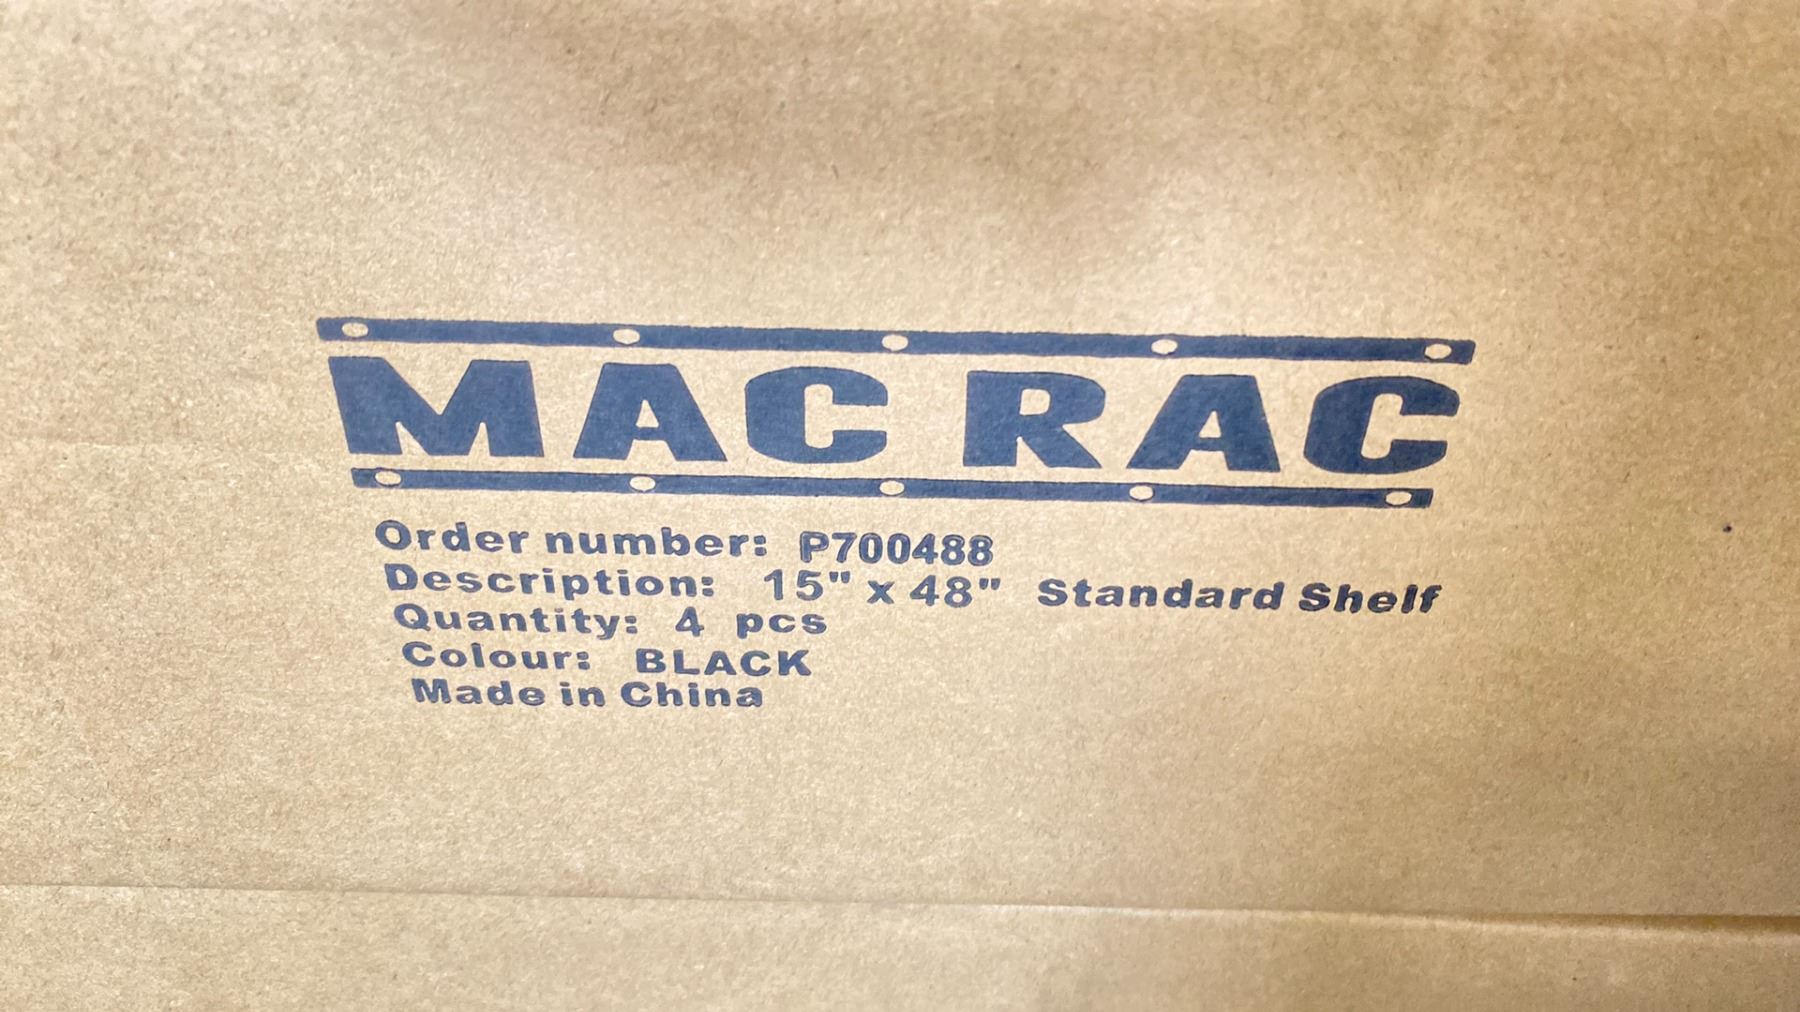 MAC RAC
Order number: P700488
Description: 15" x 48" Standard Shelf
Quantity: 4 pcs
Colour: BLACK
Made in China